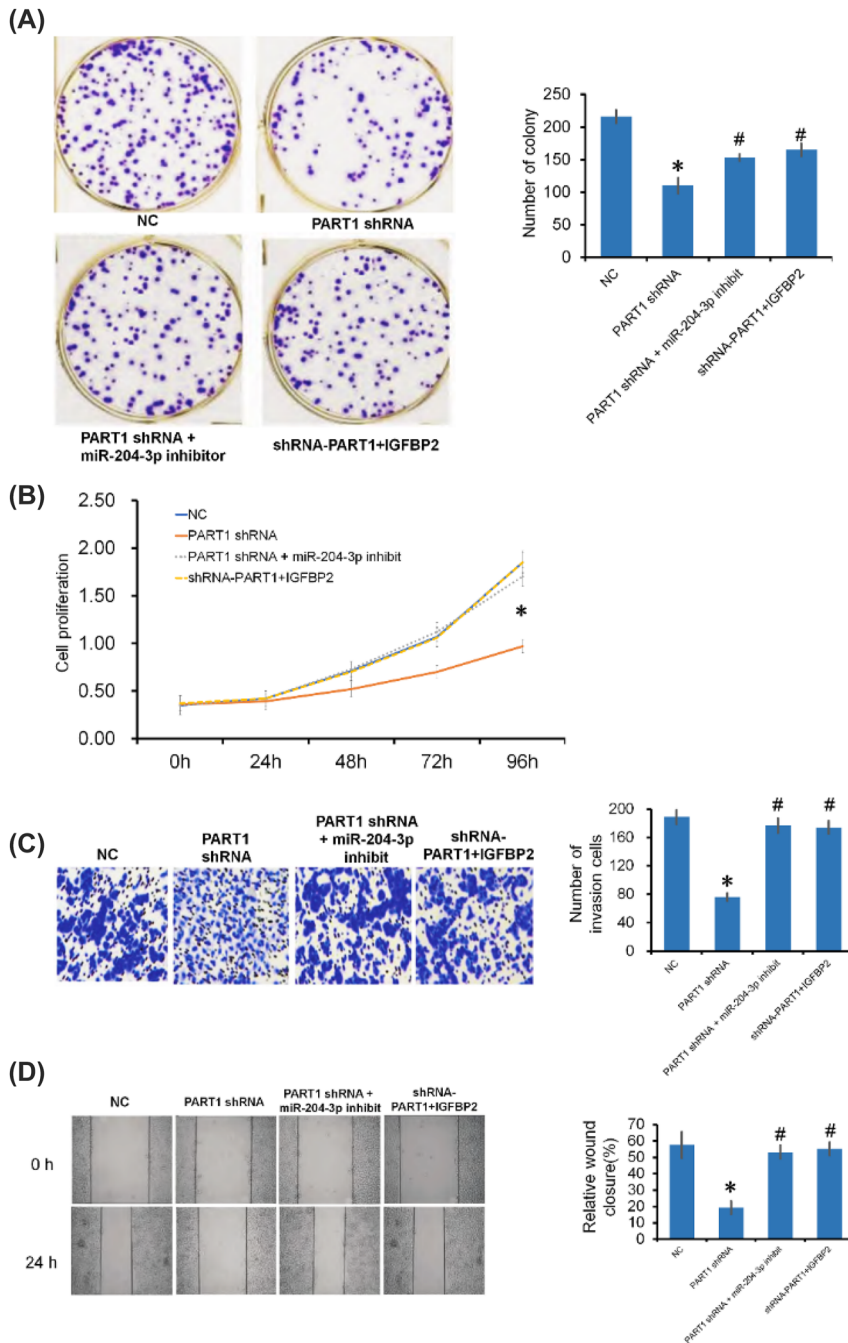 (A)
NC
PART1 shRNA
PART1 shRNA +
miR-204-3p inhibitor
shRNA-PART1+IGFBP2
Number of colony
250
200
150
100
50
0
*
#
#
NC
PART1 shRNA
PART1 shRNA + miR-204-3p inhibit
shRNA-PART1+IGFBP2
(B)
Cell proliferation
2.50
2.00
1.50
1.00
0.50
0.00
NC
PART1 shRNA
PART1 shRNA + miR-204-3p inhibit
shRNA-PART1+IGFBP2
*
0h
24h
48h
72h
96h
(C)
NC
PART1
shRNA
PART1 shRNA
+ miR-204-3p
inhibit
shRNA-
PART1+IGFBP2
Number of
invasion cells
200
160
120
80
40
0
*
#
#
NC
PART1 shRNA
PART1 shRNA + miR-204-3p inhibit
shRNA-PART1+IGFBP2
(D)
NC
PART1 shRNA
PART1 shRNA +
miR-204-3p inhibit
shRNA-
PART1+IGFBP2
0 h
24 h
Relative wound
closure(%)
70
60
50
40
30
20
10
0
*
#
#
NC
PART1 shRNA
PART1 shRNA + miR-204-3p inhibit
shRNA-PART1+IGFBP2